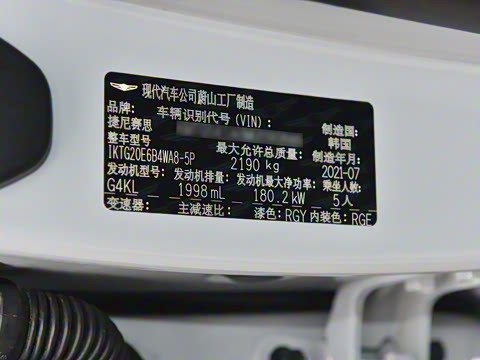 现代汽车公司蔚山工厂制造
品牌: 车辆识别代号(VIN):
捷尼赛思 制造国: 韩国
整车型号: 最大允许总质量:
IKTG20E6B4WA8-5P 2190 kg 制造年月: 2021-07
发动机型号: 发动机排量: 发动机最大净功率: 乘坐人数:
G4KL 1998 mL 180.2 kW 5人
变速器: 主减速比: 漆色:RGY 内装色:RGE